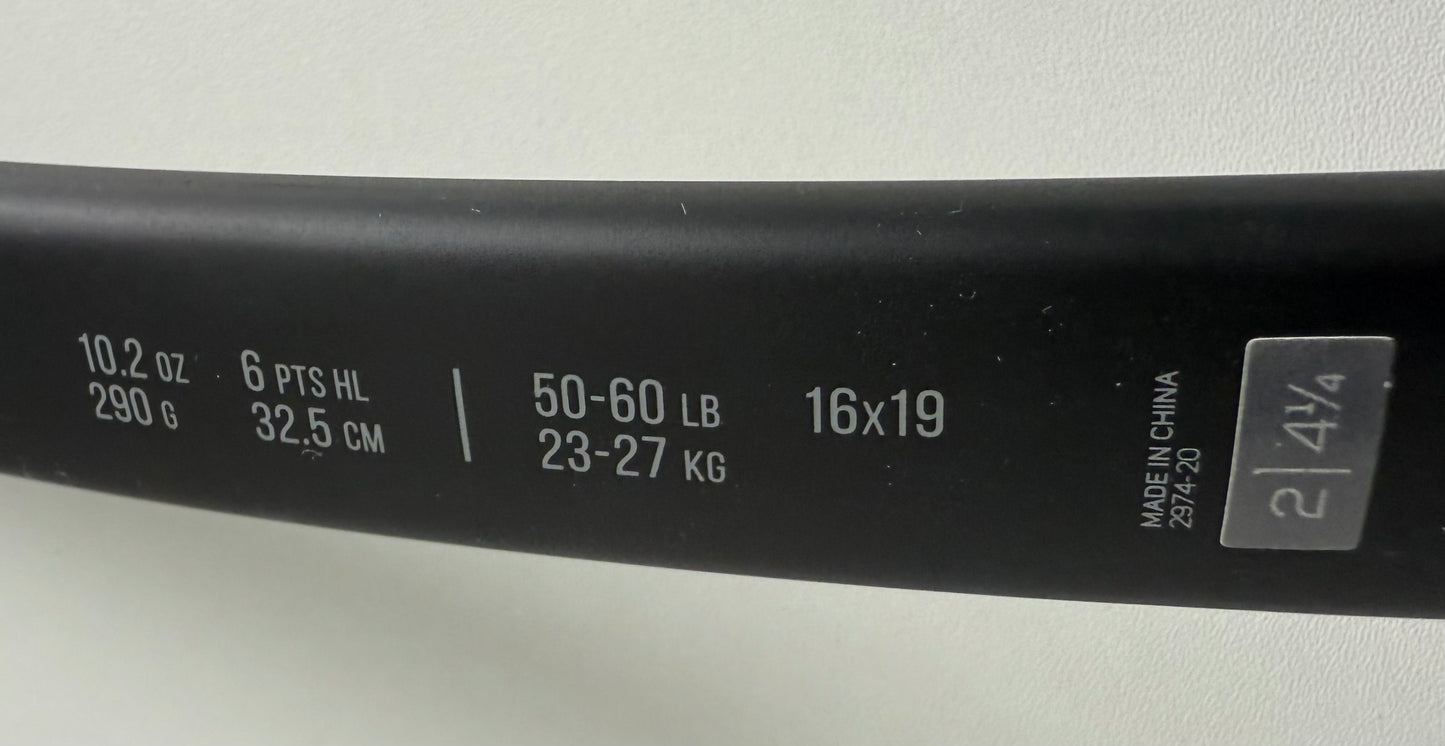 10.2 OZ
290 G
6 PTS HL
32.5 CM
50-60 LB
23-27 KG
16x19
MADE IN CHINA
2974-20
2 | 4¼